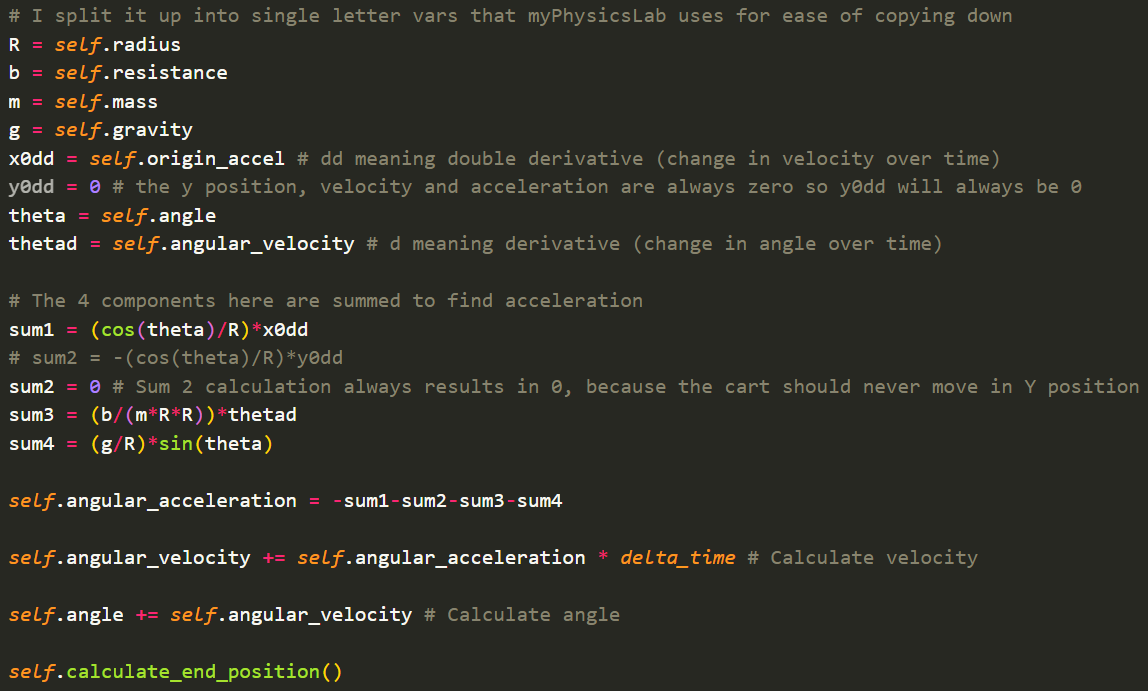 # I split it up into single letter vars that myPhysicsLab uses for ease of copying down
R = self.radius
b = self.resistance
m = self.mass
g = self.gravity
x0dd = self.origin_accel # dd meaning double derivative (change in velocity over time)
y0dd = 0 # the y position, velocity and acceleration are always zero so y0dd will always be 0
theta = self.angle
thetad = self.angular_velocity # d meaning derivative (change in angle over time)
# The 4 components here are summed to find acceleration
sum1 = (cos(theta)/R)*x0dd
# sum2 = -(cos(theta)/R)*y0dd
sum2 = 0 # Sum 2 calculation always results in 0, because the cart should never move in Y position
sum3 = (b/(m*R*R))*thetad
sum4 = (g/R)*sin(theta)
self.angular_acceleration = -sum1-sum2-sum3-sum4
self.angular_velocity += self.angular_acceleration * delta_time # Calculate velocity
self.angle += self.angular_velocity # Calculate angle
self.calculate_end_position()